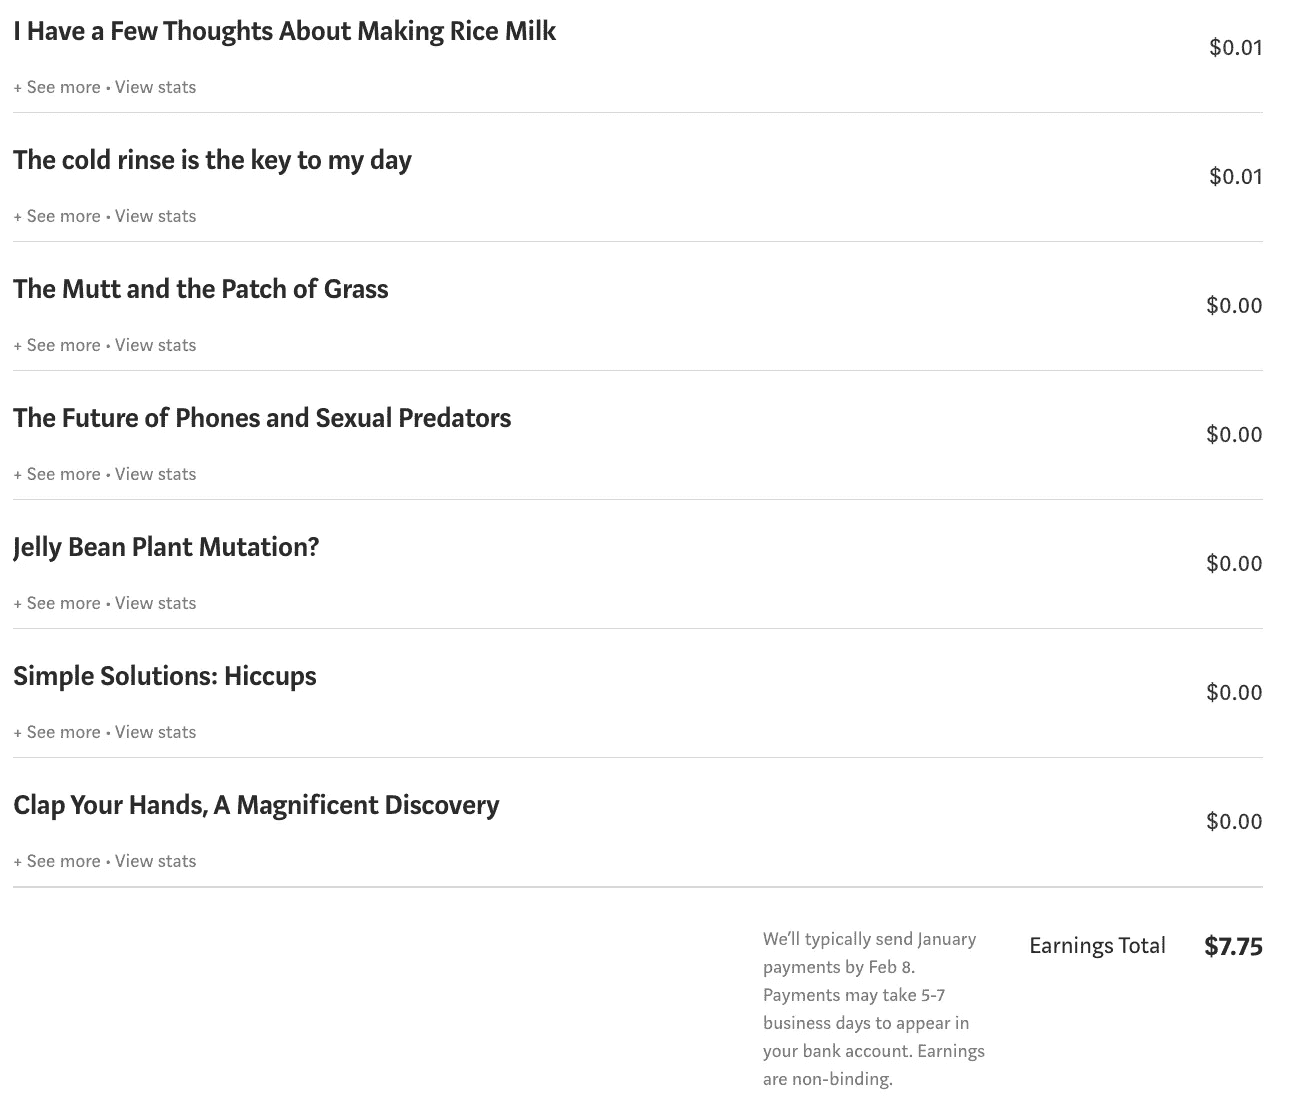 I Have a Few Thoughts About Making Rice Milk
$0.01
+ See more • View stats
The cold rinse is the key to my day
$0.01
+ See more • View stats
The Mutt and the Patch of Grass
$0.00
+ See more • View stats
The Future of Phones and Sexual Predators
$0.00
+ See more • View stats
Jelly Bean Plant Mutation?
$0.00
+ See more • View stats
Simple Solutions: Hiccups
$0.00
+ See more • View stats
Clap Your Hands, A Magnificent Discovery
$0.00
+ See more • View stats
We’ll typically send January
payments by Feb 8.
Payments may take 5-7
business days to appear in
your bank account. Earnings
are non-binding.
Earnings Total $7.75